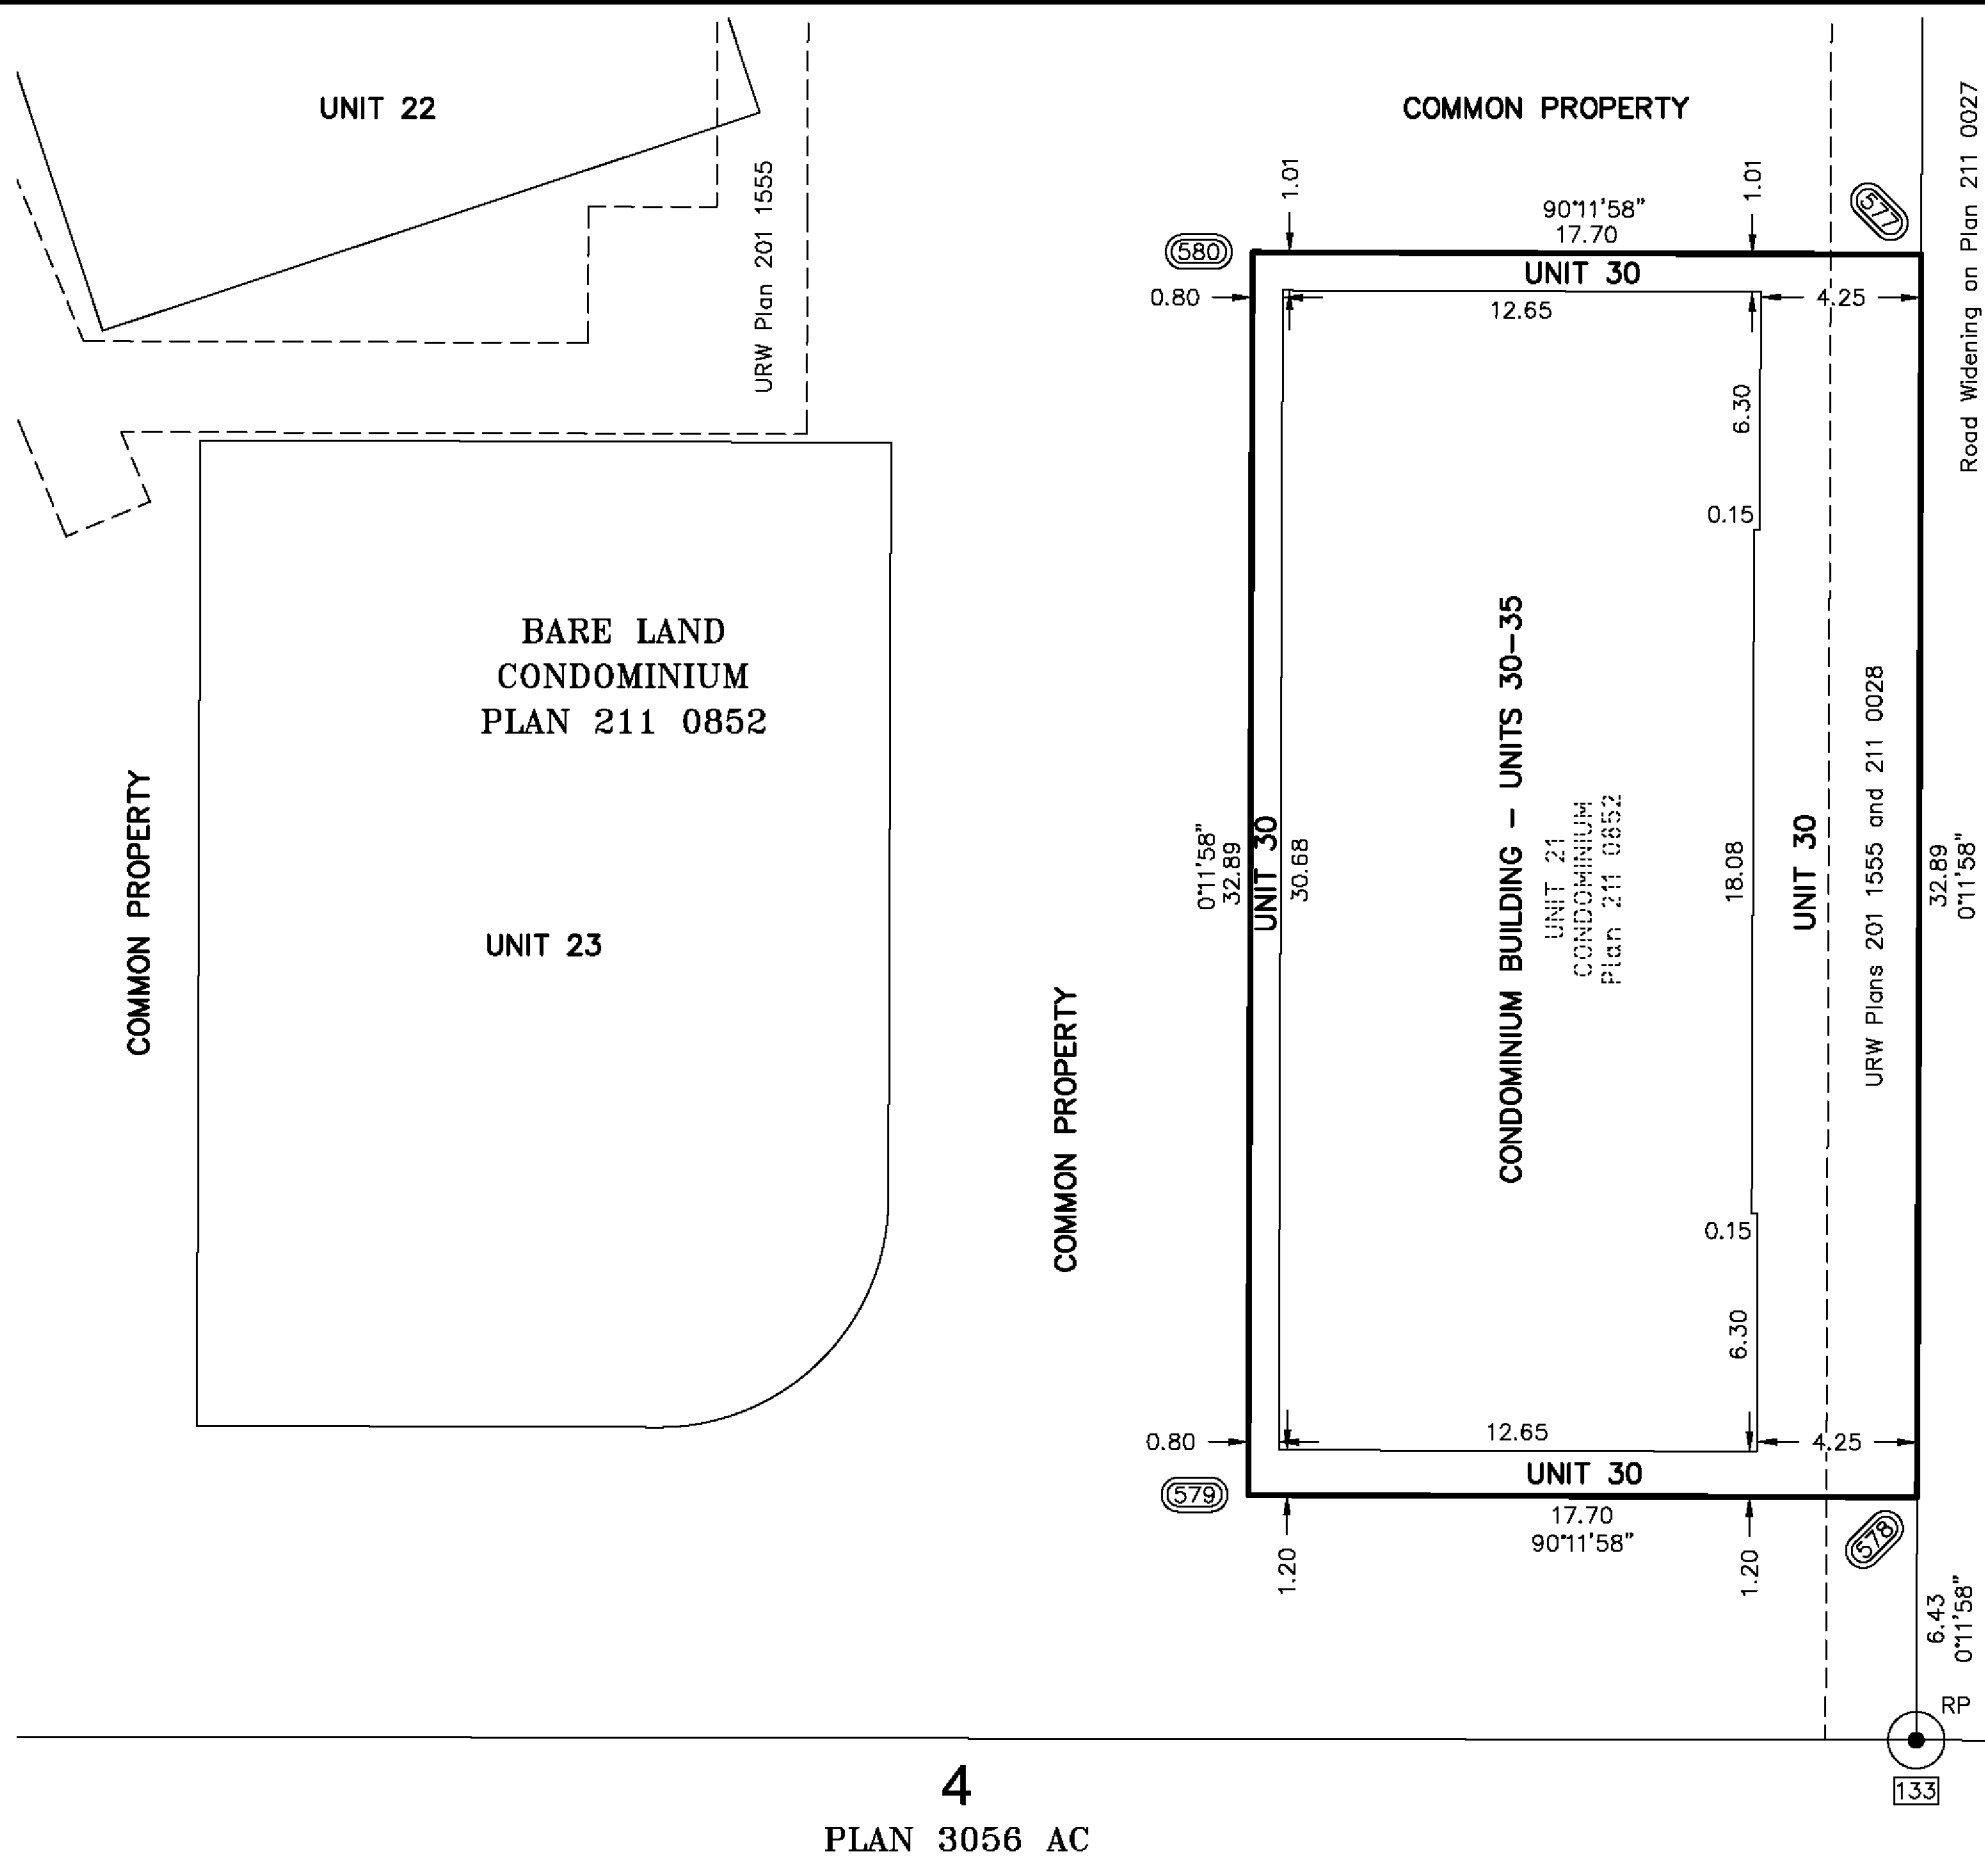 UNIT 22
COMMON PROPERTY
Road Widening on Plan 211 0027
URW Plan 201 1555
1.01
1.01
577
90°11'58"
17.70
580
UNIT 30
0.80
12.65
4.25
6.30
0.15
BARE LAND
CONDOMINIUM
PLAN 211 0852
COMMON PROPERTY
UNIT 23
COMMON PROPERTY
0°11'58"
32.89
UNIT 30
30.68
CONDOMINIUM BUILDING - UNITS 30-35
UNIT 21
CONDOMINIUM
Plan 211 0852
18.08
UNIT 30
URW Plans 201 1555 and 211 0028
32.89
0°11'58"
0.15
6.30
0.80
12.65
4.25
UNIT 30
579
17.70
90°11'58"
578
1.20
1.20
6.43
0°11'58"
RP
133
4
PLAN 3056 AC